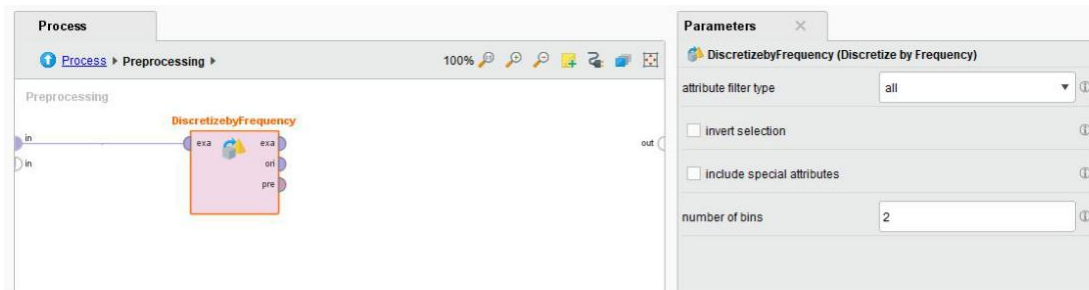 Process
Process ▸ Preprocessing ▸
100%
Preprocessing
DiscretizebyFrequency
in
exa
exa
out
in
ori
pre
Parameters
DiscretizebyFrequency (Discretize by Frequency)
attribute filter type
all
invert selection
include special attributes
number of bins
2